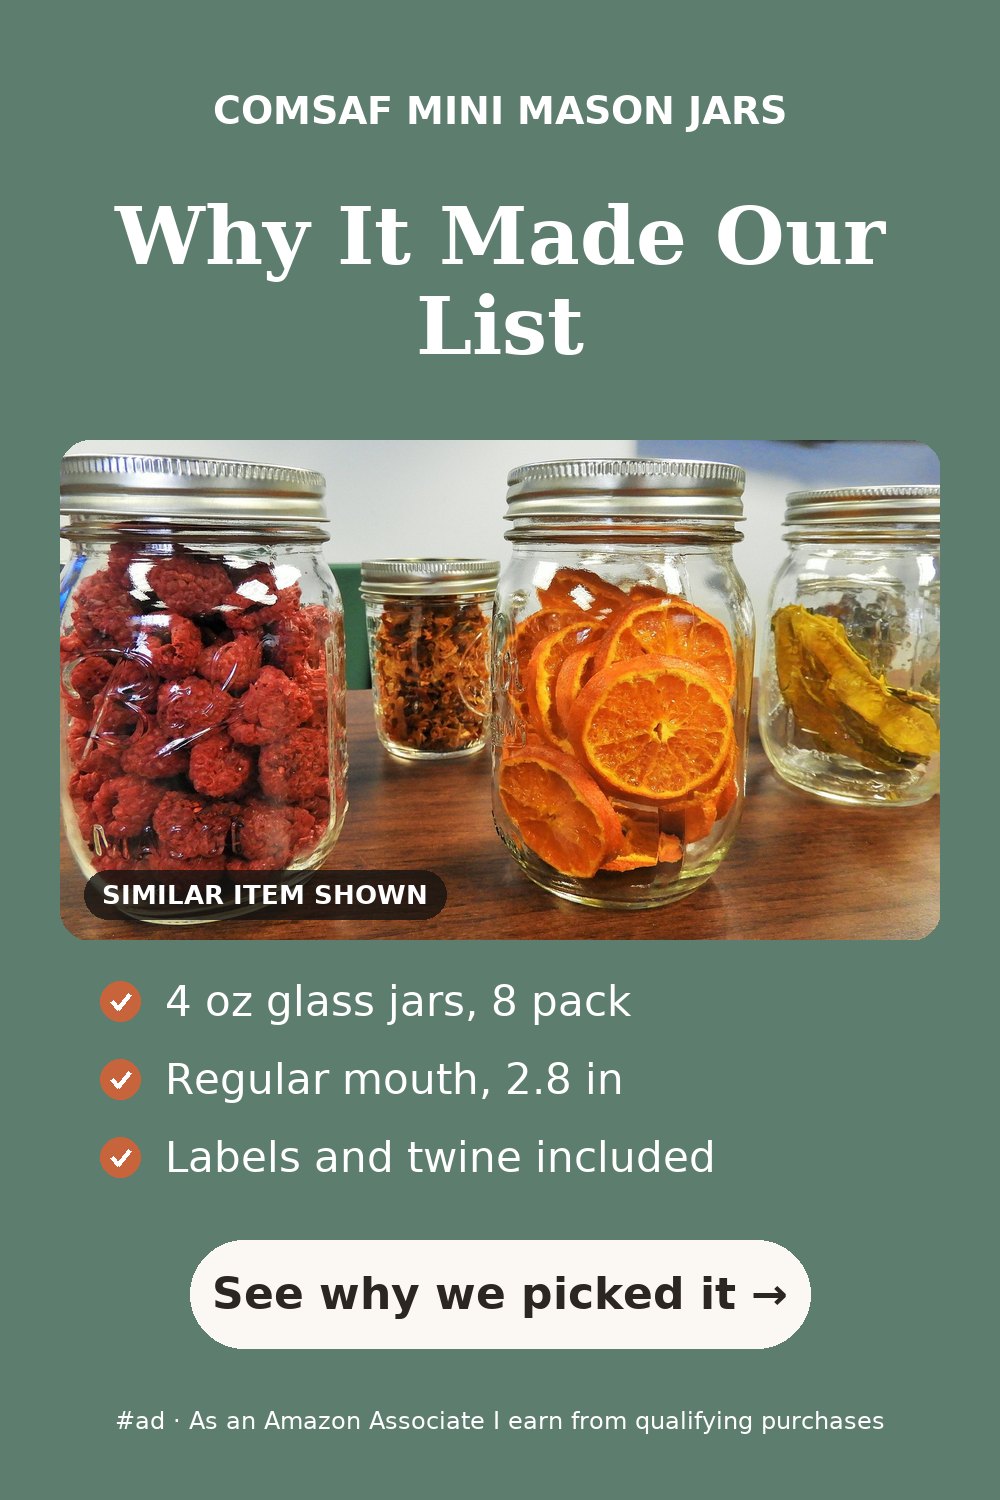 COMSAF MINI MASON JARS
Why It Made Our
List
SIMILAR ITEM SHOWN
4 oz glass jars, 8 pack
Regular mouth, 2.8 in
Labels and twine included
See why we picked it →
#ad · As an Amazon Associate I earn from qualifying purchases